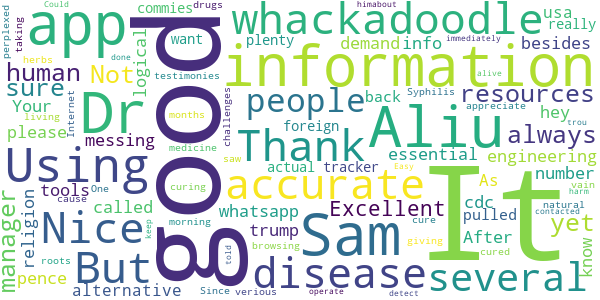 Could
drugs
himabout
perplexed
taking
app
commies
want
whackadoodle
usa
really
herbs
done
testimonies
plenty
demand
info
besides
immediately
human
Not
logical
information
alive
sure
Dr
good
Syphilis
appreciate
Your
Internet
messing
challenges
people
back
resources
living
please
months
foreign
Thank
Aliu
hey
trou
always
Using
medicine
actual
tracker
essential
engineering
tools
One
curing
saw
accurate
Easy
It
As
number
manager
religion
cause
called
whatsapp
Excellent
cdc
yet
vain
Nice
morning
trump
cure
After
pulled
know
natural
harm
But
keep
told
browsing
Sam
giving
cured
contacted
pence
roots
Since
verious
disease
several
alternative
operate
detect